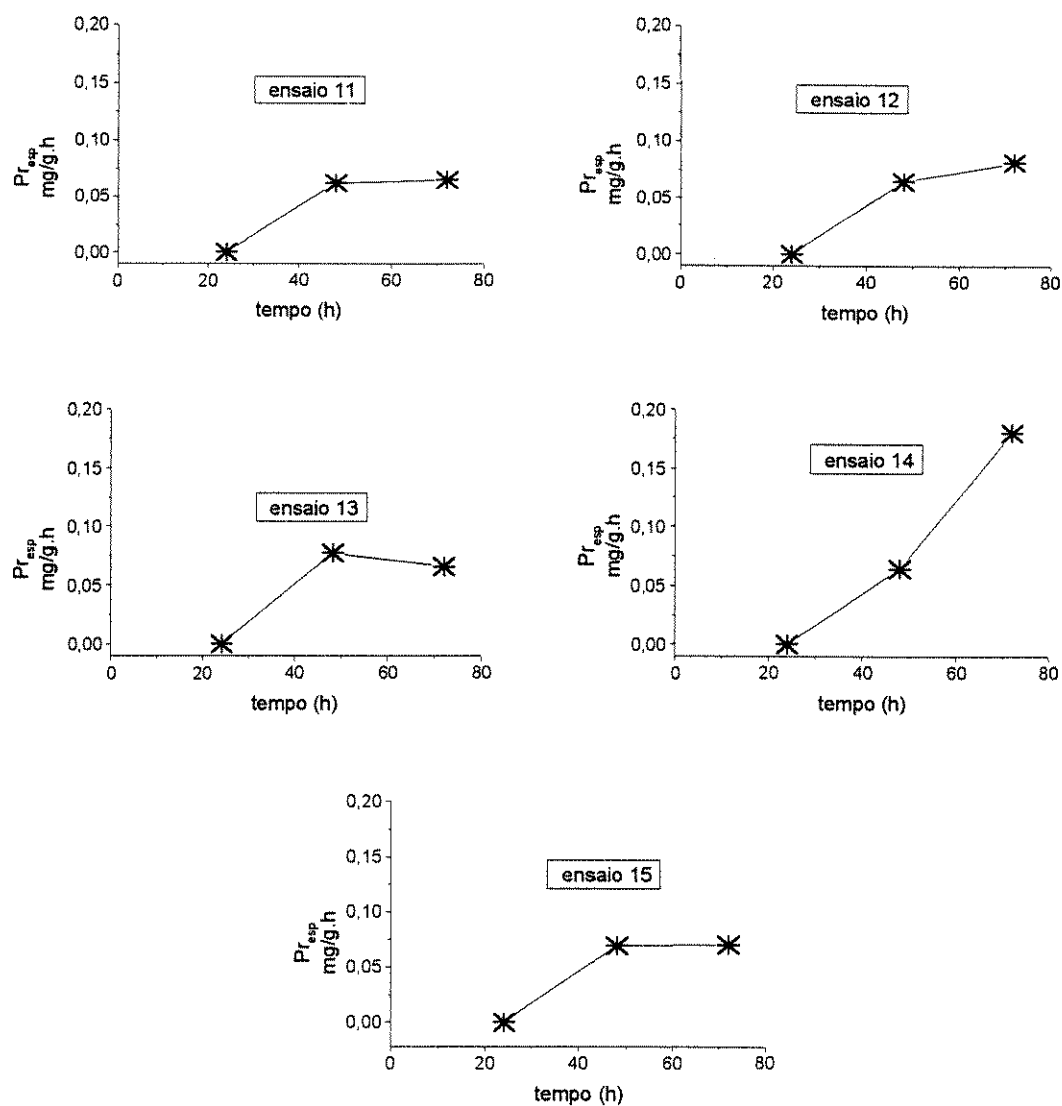 0,20
0,15
0,10
0,05
0,00
Pr_esp
mg/g.h
ensaio 11
0 20 40 60 80
tempo (h)
0,20
0,15
0,10
0,05
0,00
Pr_esp
mg/g.h
ensaio 12
0 20 40 60 80
tempo (h)
0,20
0,15
0,10
0,05
0,00
Pr_esp
mg/g.h
ensaio 13
0 20 40 60 80
tempo (h)
0,20
0,15
0,10
0,05
0,00
Pr_esp
mg/g.h
ensaio 14
0 20 40 60 80
tempo (h)
0,20
0,15
0,10
0,05
0,00
Pr_esp
mg/g.h
ensaio 15
0 20 40 60 80
tempo (h)